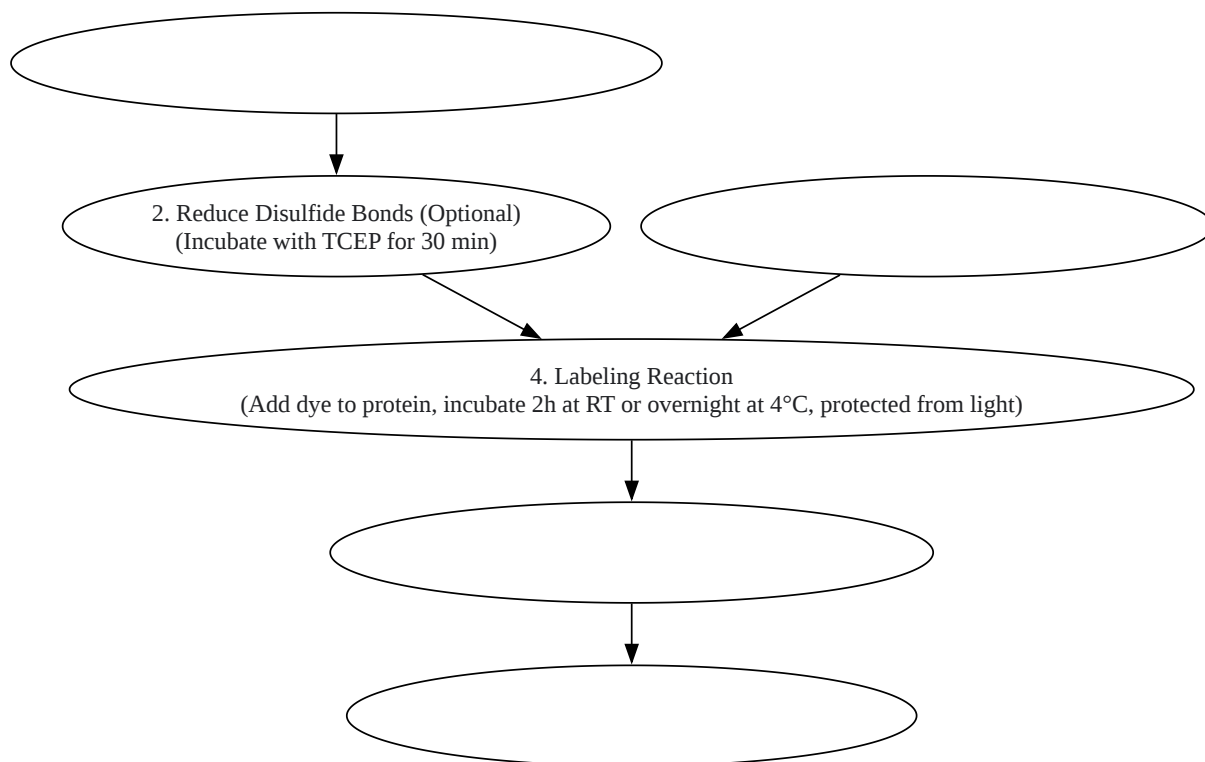 2. Reduce Disulfide Bonds (Optional)
(Incubate with TCEP for 30 min)
4. Labeling Reaction
(Add dye to protein, incubate 2h at RT or overnight at 4°C, protected from light)